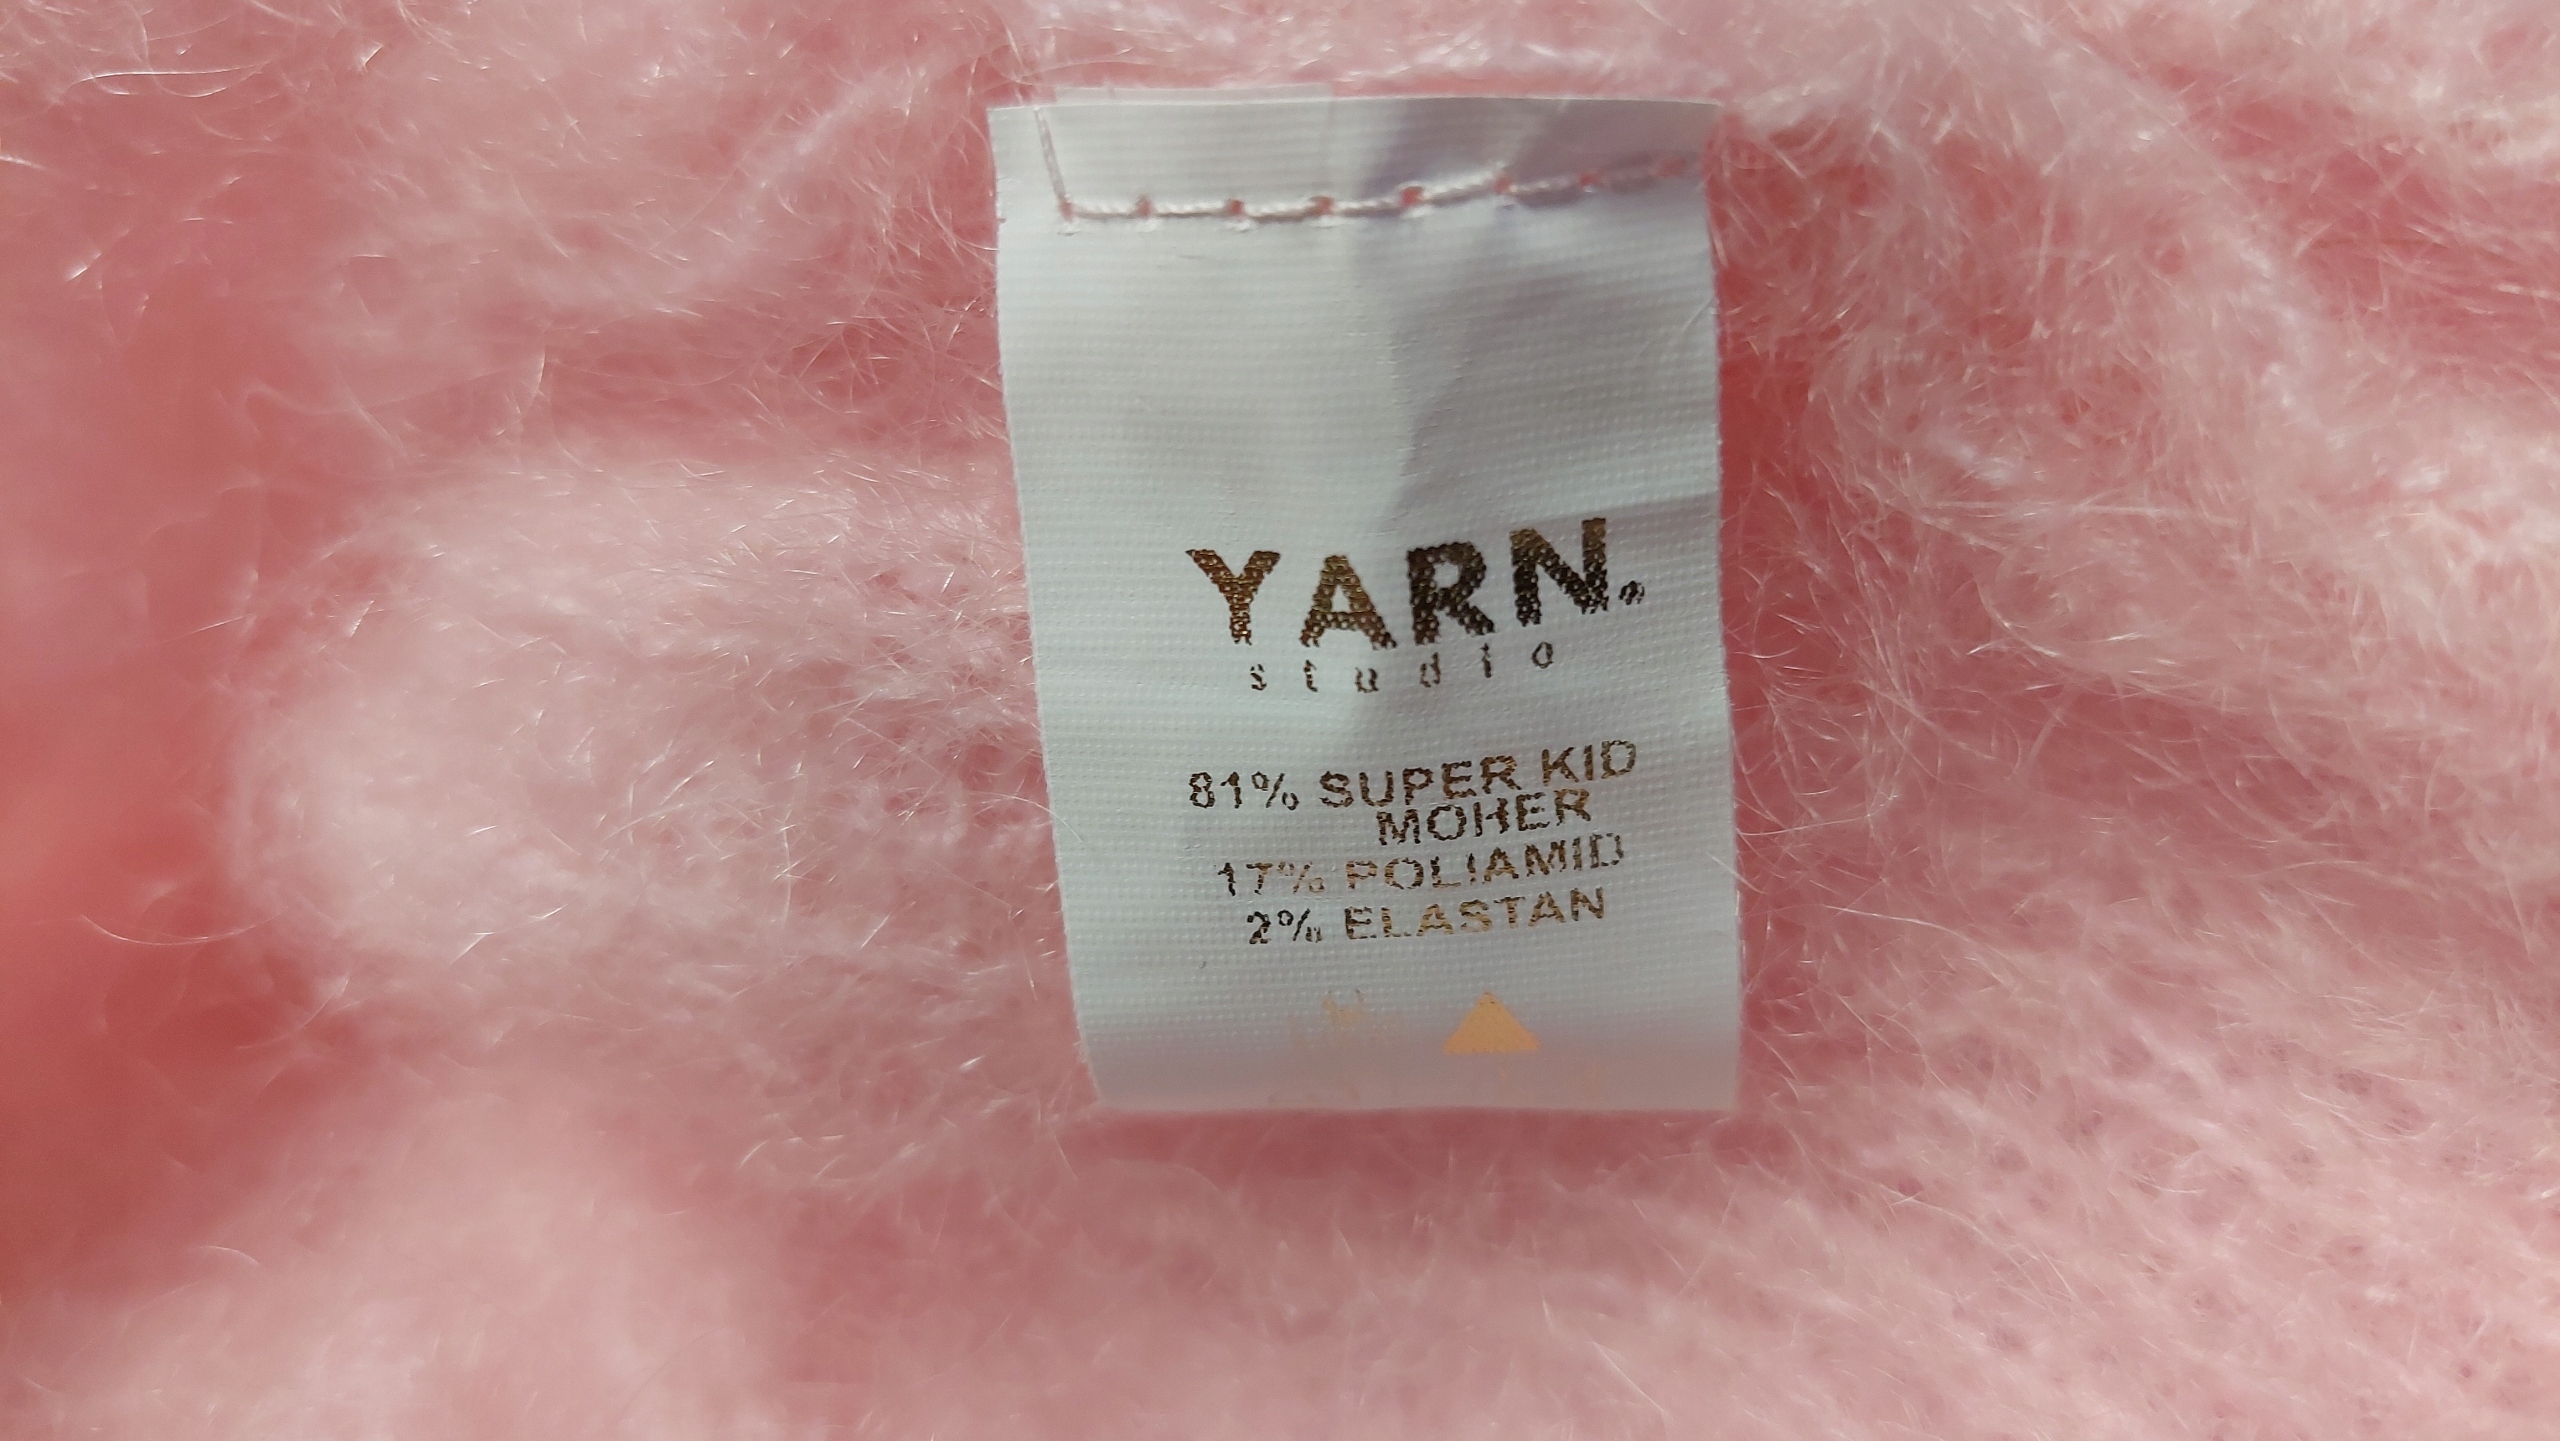 YARN.
studio
81% SUPER KID
MOHER
17% POLIAMID
2% ELASTAN